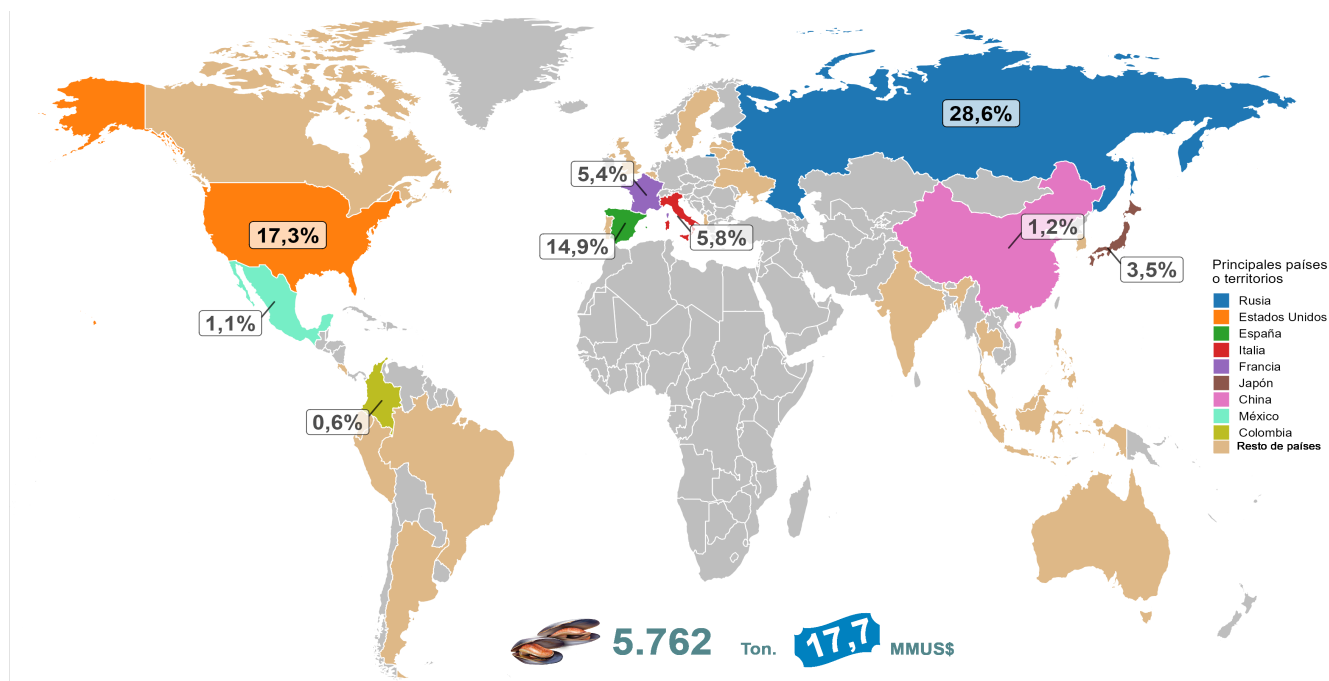 28,6%
5,4%
17,3%
1,2%
14,9%
5,8%
3,5%
1,1%
0,6%
Principales países
o territorios
Rusia
Estados Unidos
España
Italia
Francia
Japón
China
México
Colombia
Resto de países
5.762 Ton. 17,7 MMUS$